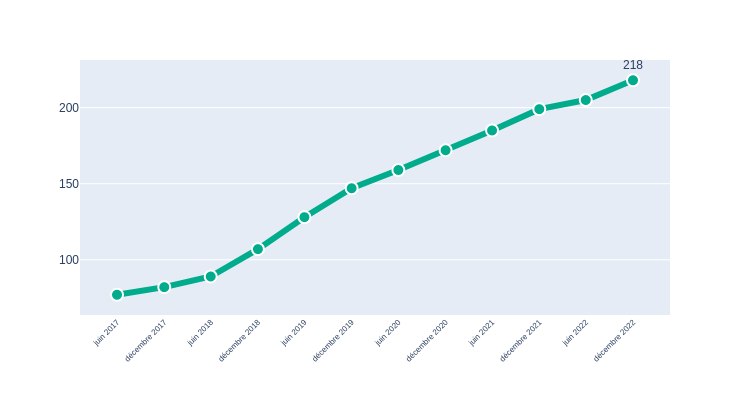 218
200
150
100
juin 2017
décembre 2017
juin 2018
décembre 2018
juin 2019
décembre 2019
juin 2020
décembre 2020
juin 2021
décembre 2021
juin 2022
décembre 2022